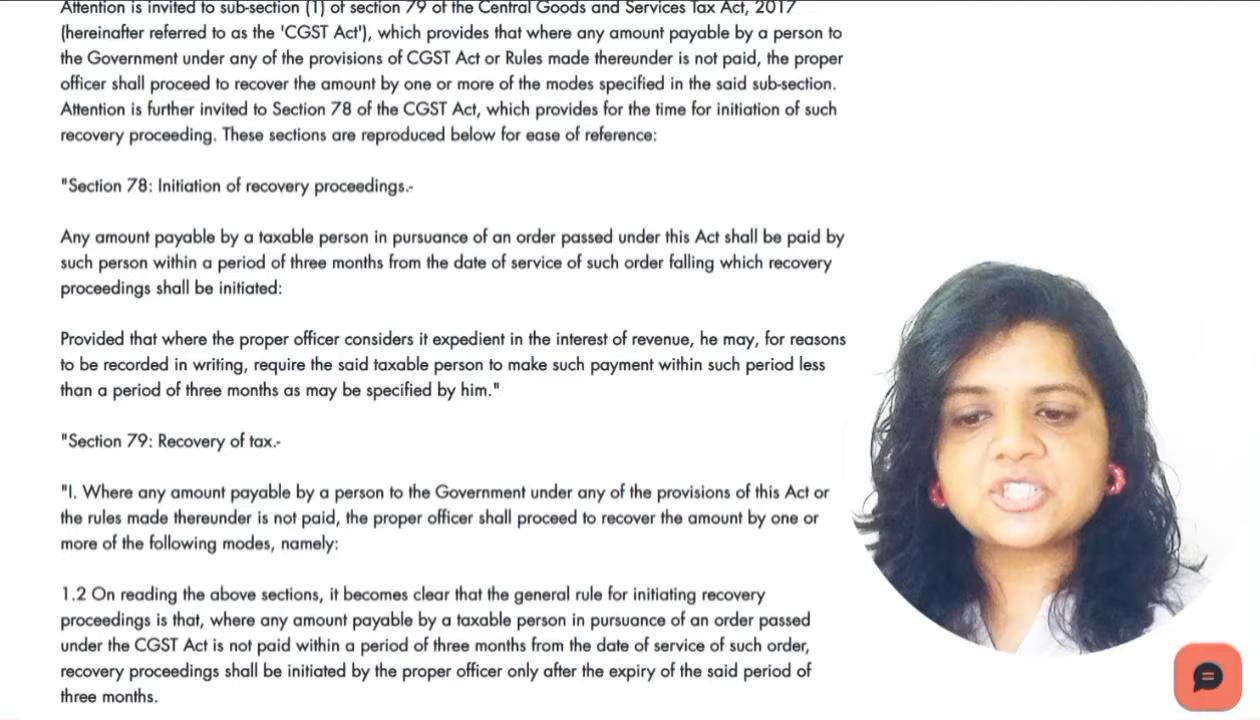 Attention is invited to sub-section (1) of section 79 of the Central Goods and Services Tax Act, 2017
(hereinafter referred to as the 'CGST Act'), which provides that where any amount payable by a person to
the Government under any of the provisions of CGST Act or Rules made thereunder is not paid, the proper
officer shall proceed to recover the amount by one or more of the modes specified in the said sub-section.
Attention is further invited to Section 78 of the CGST Act, which provides for the time for initiation of such
recovery proceeding. These sections are reproduced below for ease of reference:
"Section 78: Initiation of recovery proceedings.-
Any amount payable by a taxable person in pursuance of an order passed under this Act shall be paid by
such person within a period of three months from the date of service of such order falling which recovery
proceedings shall be initiated:
Provided that where the proper officer considers it expedient in the interest of revenue, he may, for reasons
to be recorded in writing, require the said taxable person to make such payment within such period less
than a period of three months as may be specified by him."
"Section 79: Recovery of tax.-
"I. Where any amount payable by a person to the Government under any of the provisions of this Act or
the rules made thereunder is not paid, the proper officer shall proceed to recover the amount by one or
more of the following modes, namely:
1.2 On reading the above sections, it becomes clear that the general rule for initiating recovery
proceedings is that, where any amount payable by a taxable person in pursuance of an order passed
under the CGST Act is not paid within a period of three months from the date of service of such order,
recovery proceedings shall be initiated by the proper officer only after the expiry of the said period of
three months.